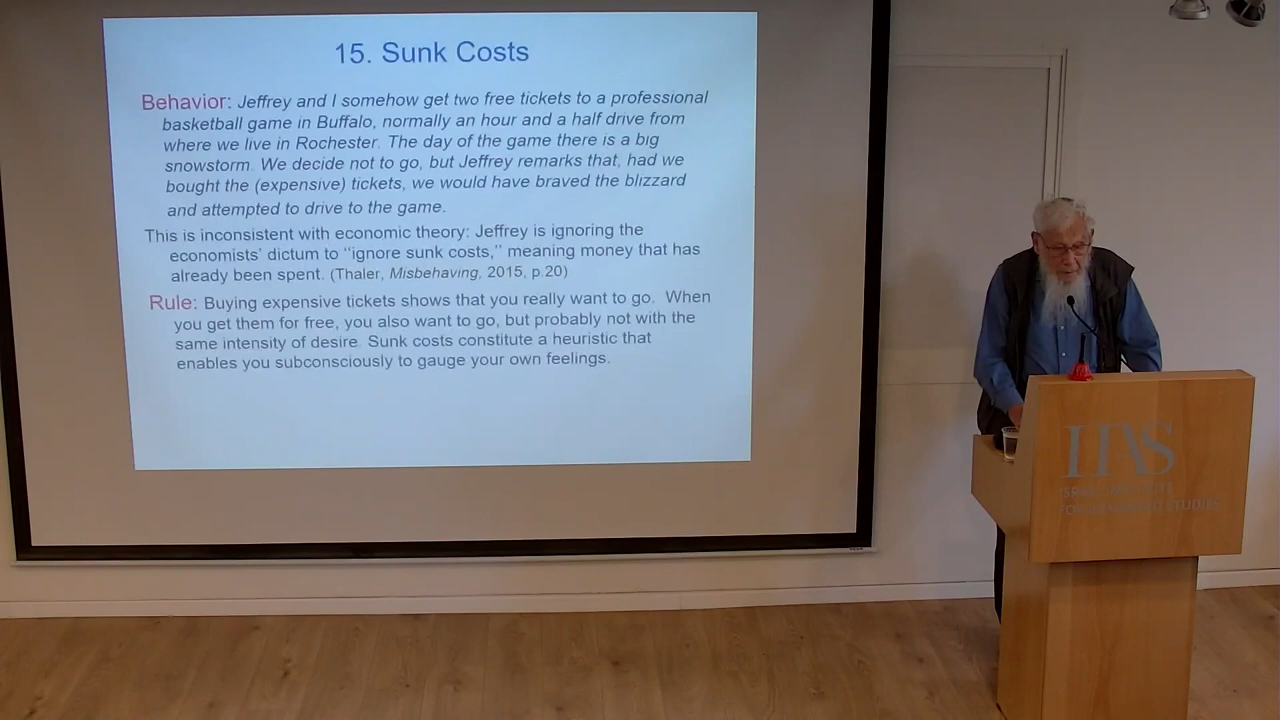 15. Sunk Costs
Behavior: Jeffrey and I somehow get two free tickets to a professional
basketball game in Buffalo, normally an hour and a half drive from
where we live in Rochester. The day of the game there is a big
snowstorm. We decide not to go, but Jeffrey remarks that, had we
bought the (expensive) tickets, we would have braved the blizzard
and attempted to drive to the game.
This is inconsistent with economic theory: Jeffrey is ignoring the
economists' dictum to "ignore sunk costs," meaning money that has
already been spent. (Thaler, Misbehaving, 2015, p.20)
Rule: Buying expensive tickets shows that you really want to go. When
you get them for free, you also want to go, but probably not with the
same intensity of desire. Sunk costs constitute a heuristic that
enables you subconsciously to gauge your own feelings.
IIAS
ISRAEL INSTITUTE
FOR ADVANCED STUDIES